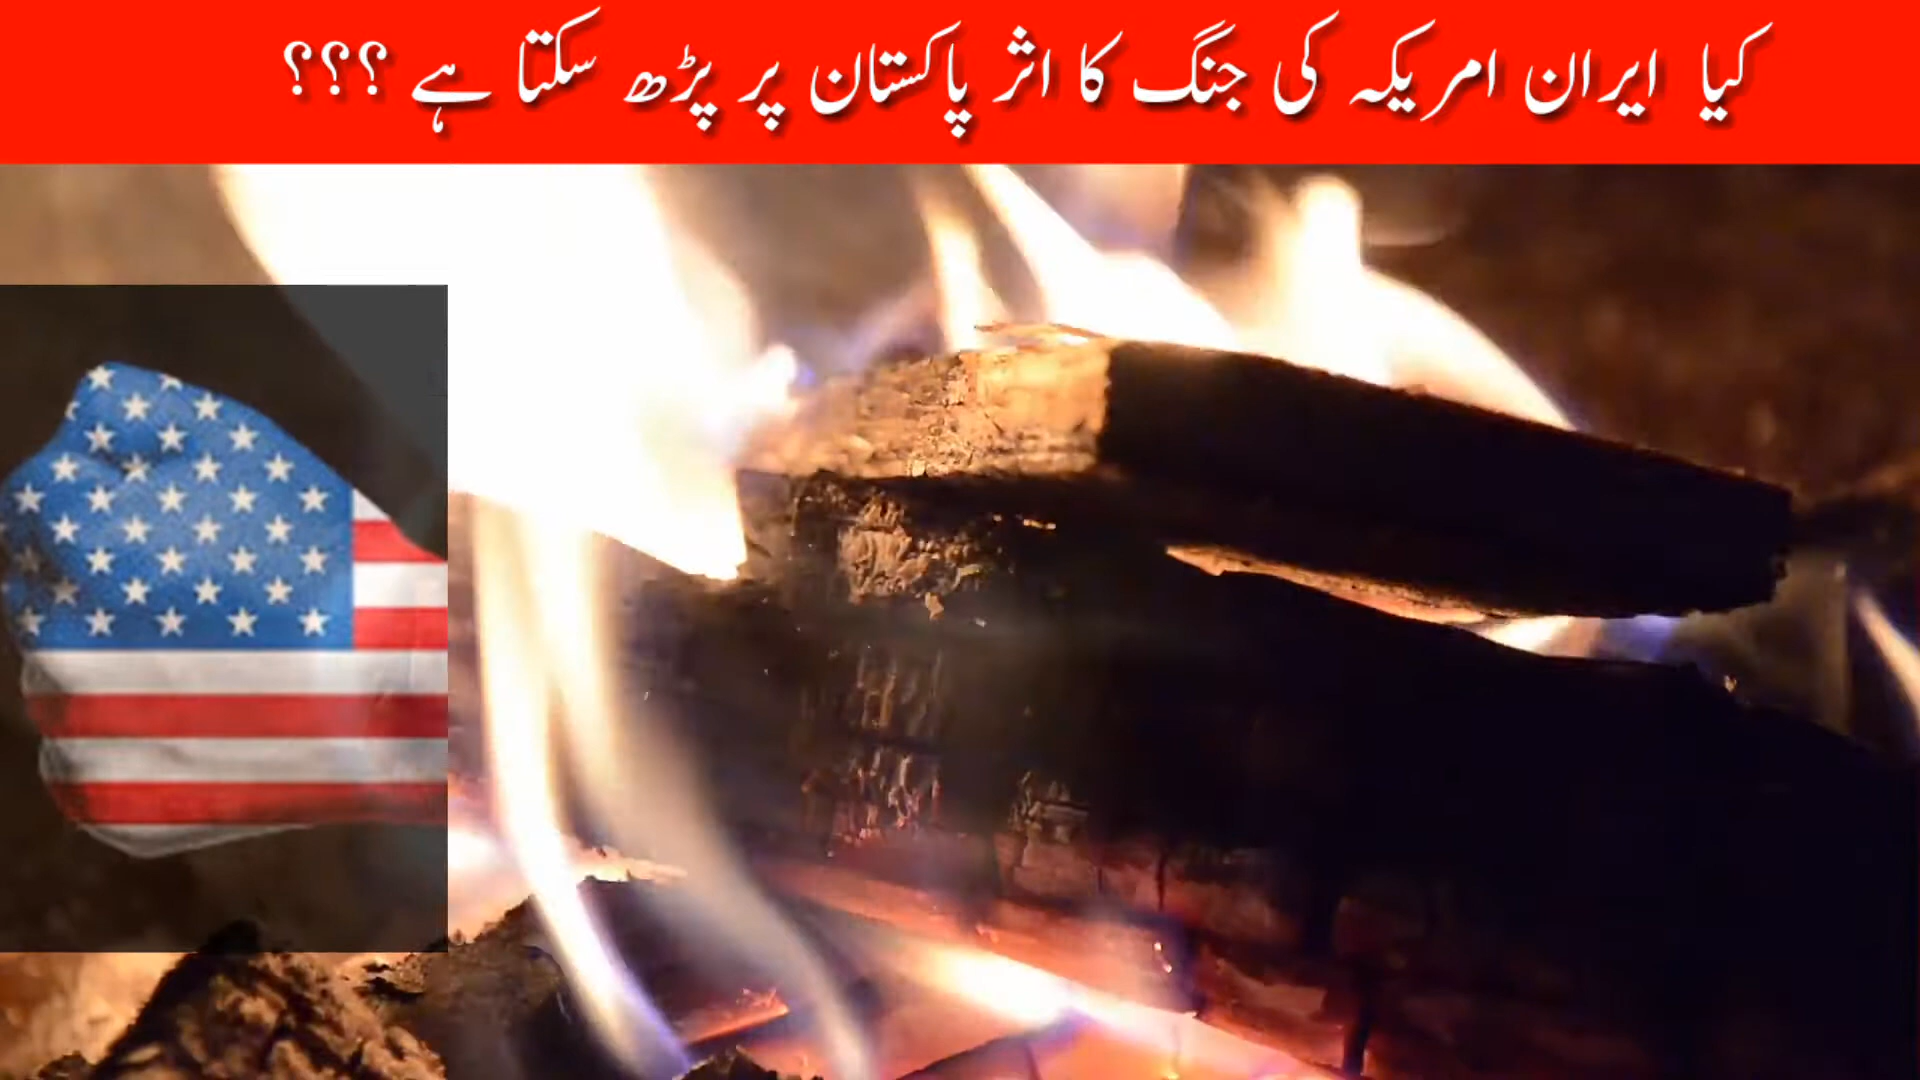 کیا ایران امریکہ کی جنگ کا اثر پاکستان پر پڑھ سکتا ہے ؟؟؟